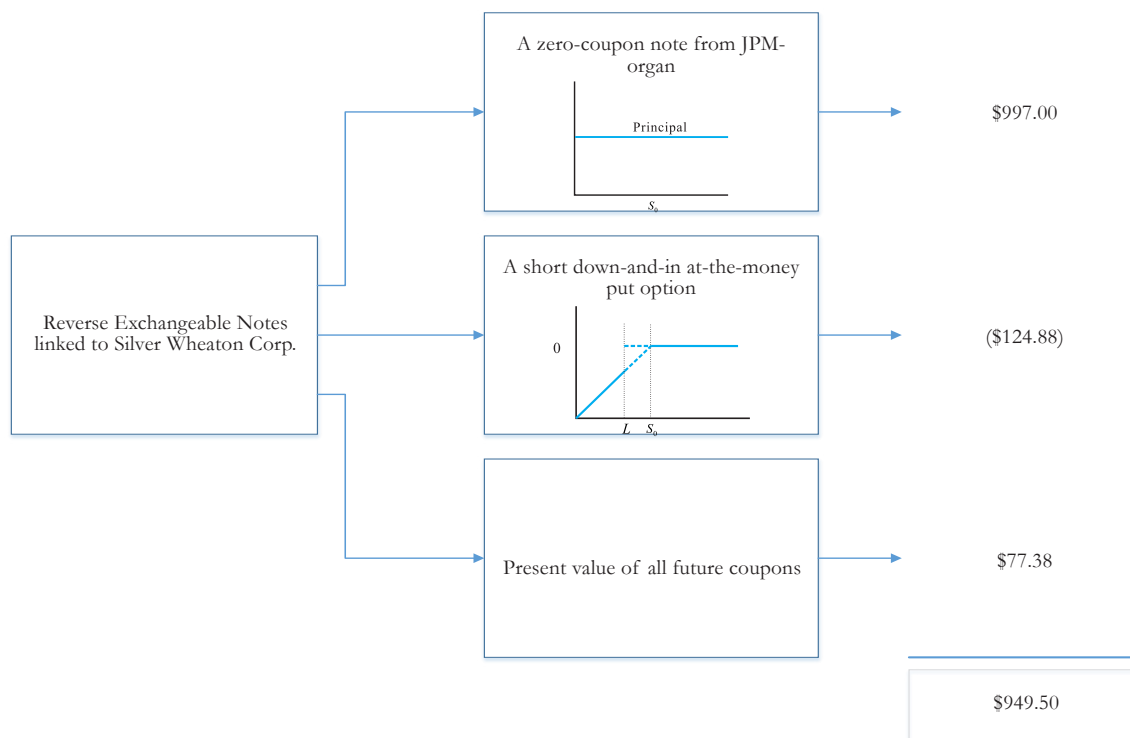 A zero-coupon note from JPM-
organ
Principal
S₀
$997.00
Reverse Exchangeable Notes
linked to Silver Wheaton Corp.
A short down-and-in at-the-money
put option
0
L S₀
($124.88)
Present value of all future coupons
$77.38
$949.50